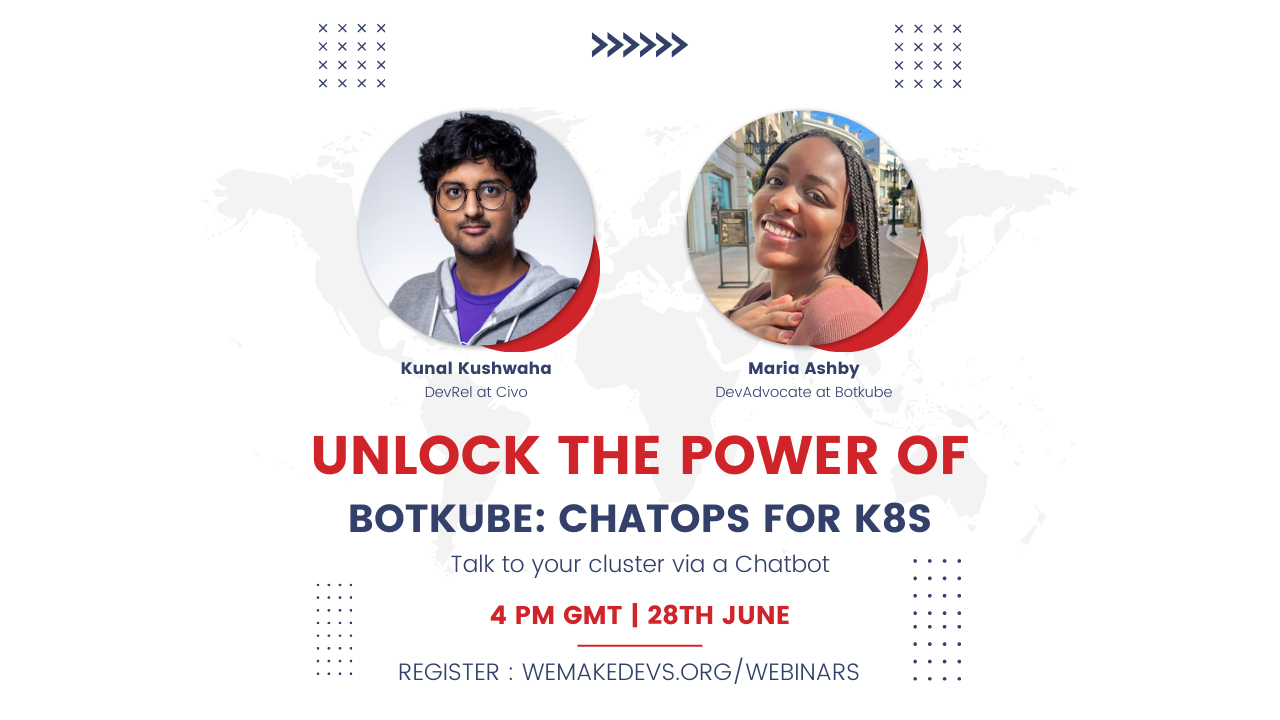 Kunal Kushwaha
DevRel at Civo
Maria Ashby
DevAdvocate at Botkube
UNLOCK THE POWER OF
BOTKUBE: CHATOPS FOR K8S
Talk to your cluster via a Chatbot
4 PM GMT | 28TH JUNE
REGISTER : WEMAKEDEVS.ORG/WEBINARS